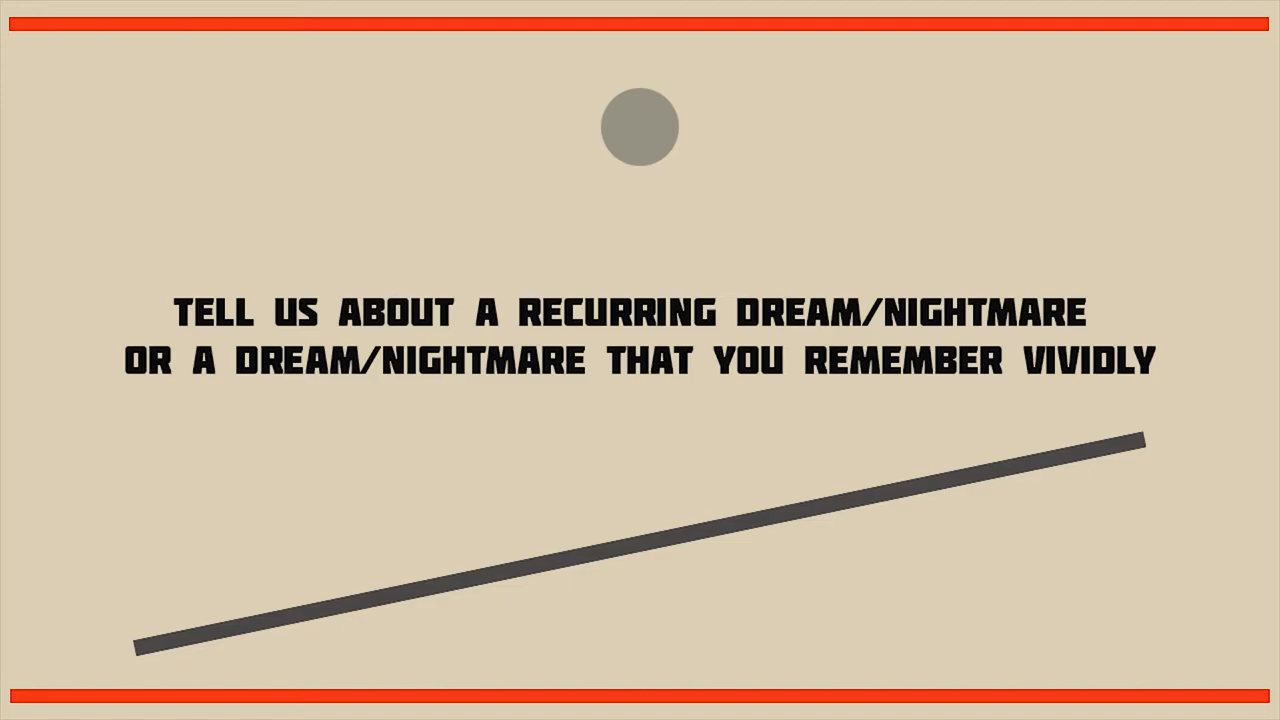 TELL US ABOUT A RECURRING DREAM/NIGHTMARE
OR A DREAM/NIGHTMARE THAT YOU REMEMBER VIVIDLY